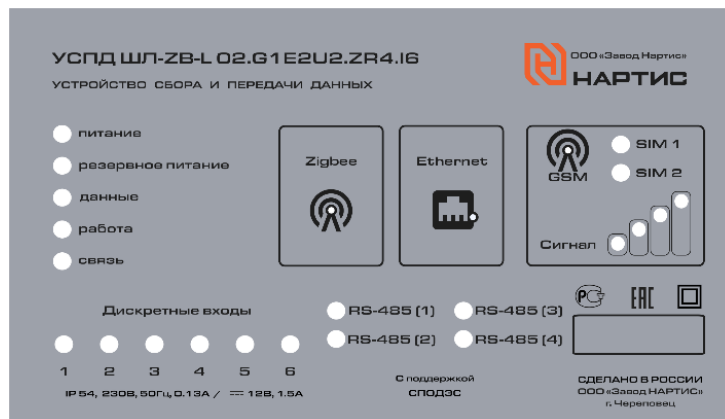 УСПД ШЛ-ZB-L 02.G1E2U2.ZR4.I6
УСТРОЙСТВО СБОРА И ПЕРЕДАЧИ ДАННЫХ
ООО «Завод Нартис»
НАРТИС
питание
резервное питание
данные
работа
связь
Zigbee
Ethernet
GSM
SIM 1
SIM 2
Сигнал
Дискретные входы
1 2 3 4 5 6
RS-485 (1)
RS-485 (3)
RS-485 (2)
RS-485 (4)
РСТ
EAC
IP 54, 230В, 50Гц, 0.13А / ⎓ 12В, 1.5А
С поддержкой
СПОДЭС
СДЕЛАНО В РОССИИ
ООО «Завод НАРТИС»
г. Череповец